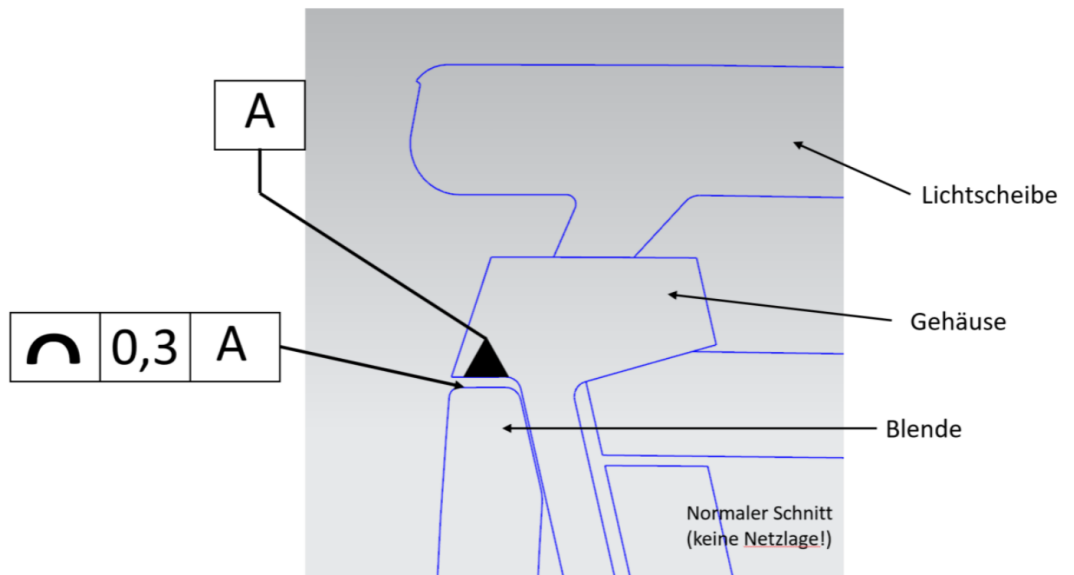 A
Lichtscheibe
Gehäuse
0,3 A
Blende
Normaler Schnitt
(keine Netzlage!)